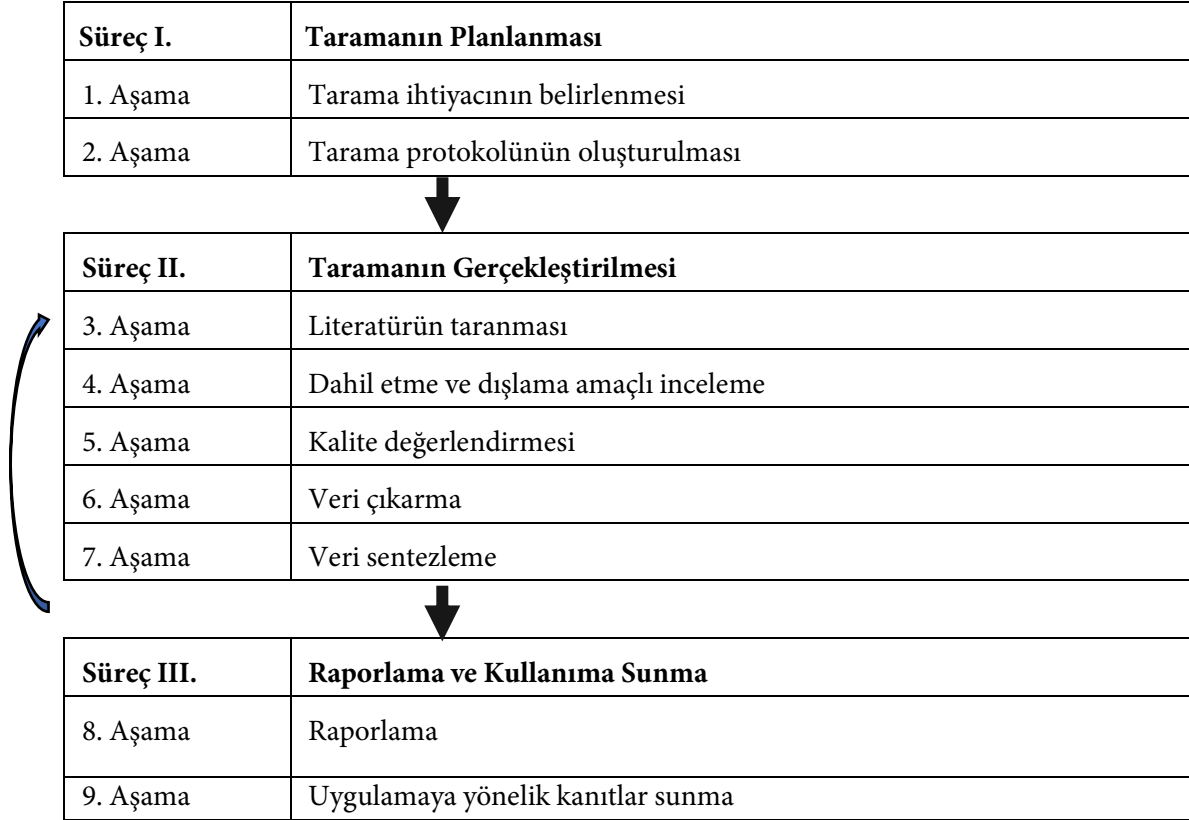 Süreç I. Taramanın Planlanması
1. Aşama Tarama ihtiyacının belirlenmesi
2. Aşama Tarama protokolünün oluşturulması
Süreç II. Taramanın Gerçekleştirilmesi
3. Aşama Literatürün taranması
4. Aşama Dahil etme ve dışlama amaçlı inceleme
5. Aşama Kalite değerlendirmesi
6. Aşama Veri çıkarma
7. Aşama Veri sentezleme
Süreç III. Raporlama ve Kullanıma Sunma
8. Aşama Raporlama
9. Aşama Uygulamaya yönelik kanıtlar sunma